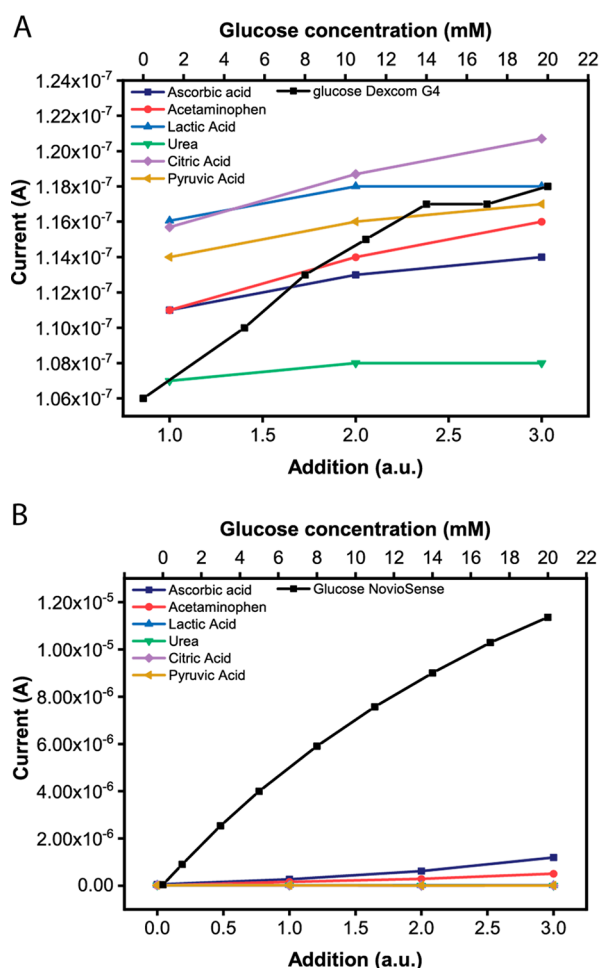 A
Glucose concentration (mM)
0 2 4 6 8 10 12 14 16 18 20 22
1.24x10⁻⁷
1.22x10⁻⁷
1.20x10⁻⁷
1.18x10⁻⁷
1.16x10⁻⁷
1.14x10⁻⁷
1.12x10⁻⁷
1.10x10⁻⁷
1.08x10⁻⁷
1.06x10⁻⁷
Current (A)
Ascorbic acid
Acetaminophen
Lactic Acid
Urea
Citric Acid
Pyruvic Acid
glucose Dexcom G4
1.0 1.5 2.0 2.5 3.0
Addition (a.u.)
B
Glucose concentration (mM)
0 2 4 6 8 10 12 14 16 18 20 22
1.20x10⁻⁵
1.00x10⁻⁵
8.00x10⁻⁶
6.00x10⁻⁶
4.00x10⁻⁶
2.00x10⁻⁶
0.00
Current (A)
Ascorbic acid
Acetaminophen
Lactic Acid
Urea
Citric Acid
Pyruvic Acid
Glucose NovioSense
0.0 0.5 1.0 1.5 2.0 2.5 3.0
Addition (a.u.)